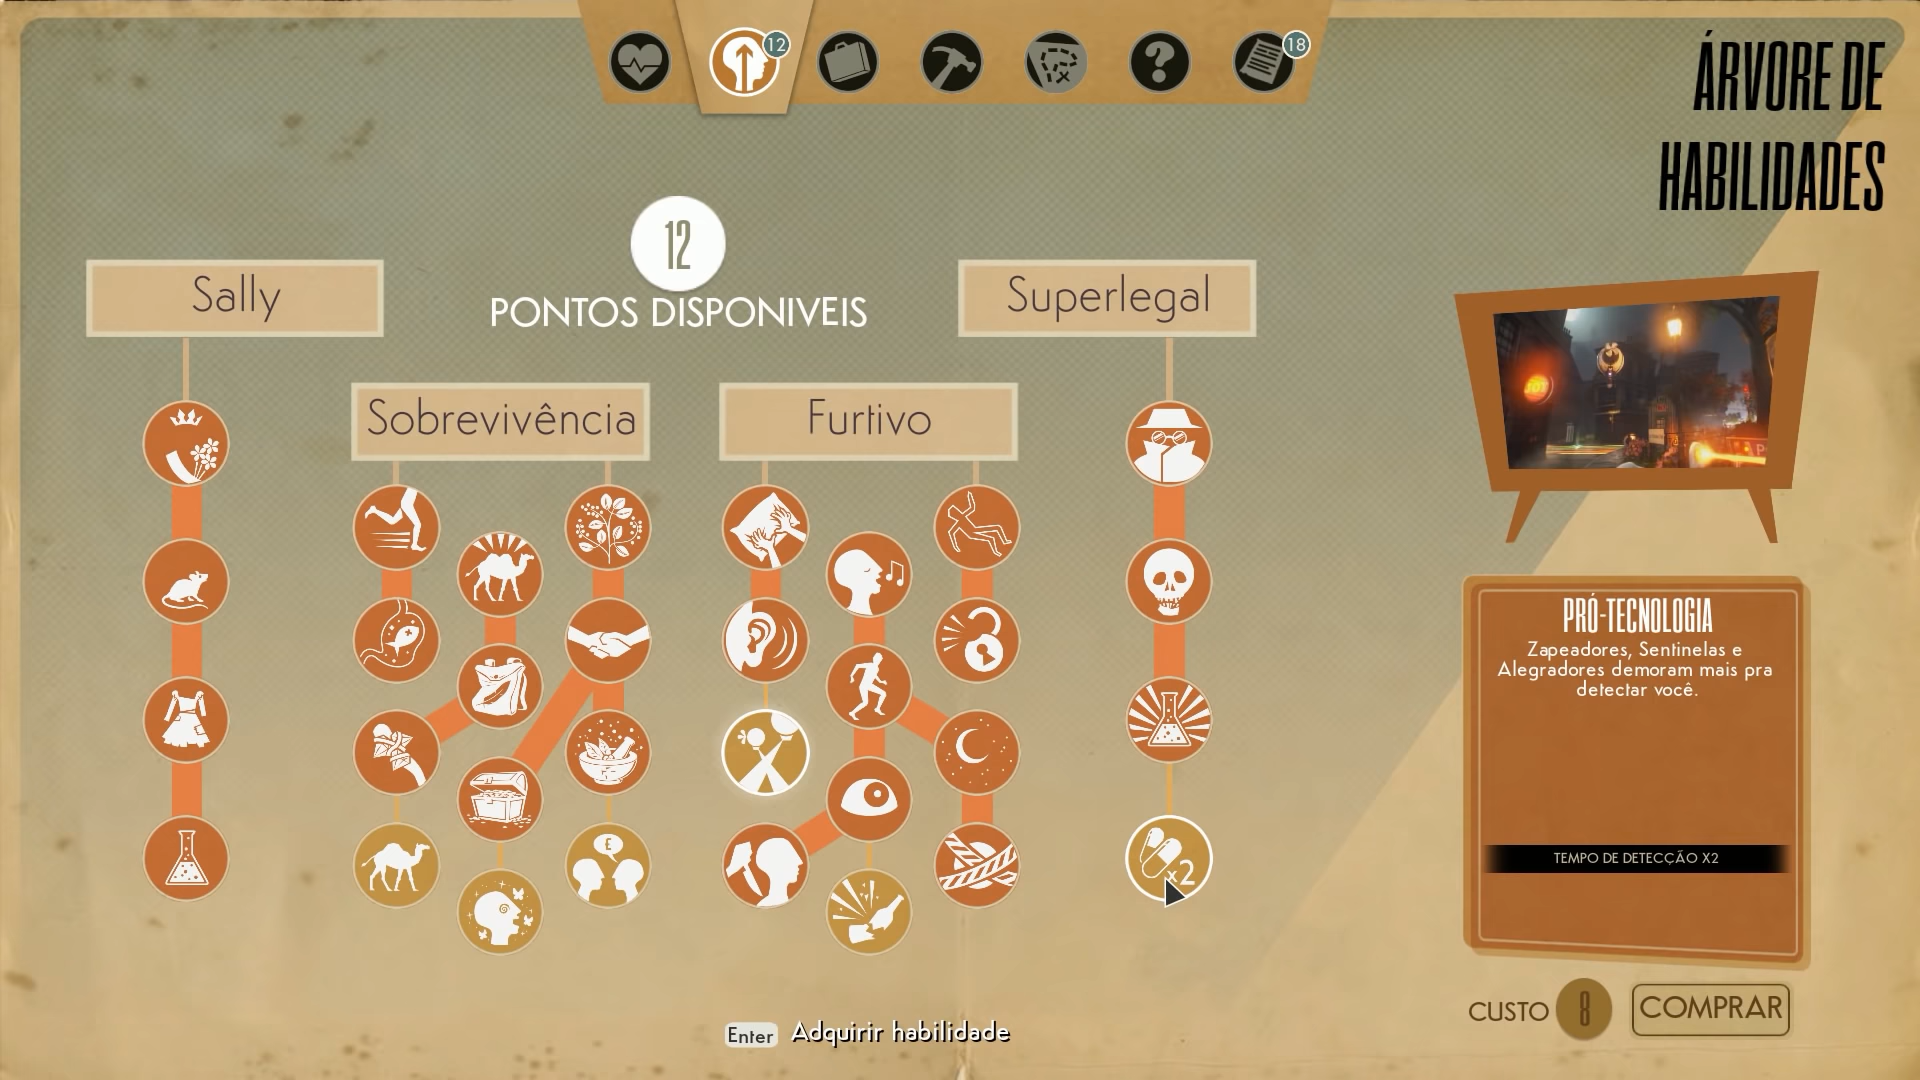 12
18
ÁRVORE DE
HABILIDADES
12
PONTOS DISPONIVEIS
Sally
Superlegal
Sobrevivência
Furtivo
£
x2
PRÓ-TECNOLOGIA
Zapeadores, Sentinelas e
Alegradores demoram mais pra
detectar você.
TEMPO DE DETECÇÃO X2
CUSTO 8 COMPRAR
Enter Adquirir habilidade